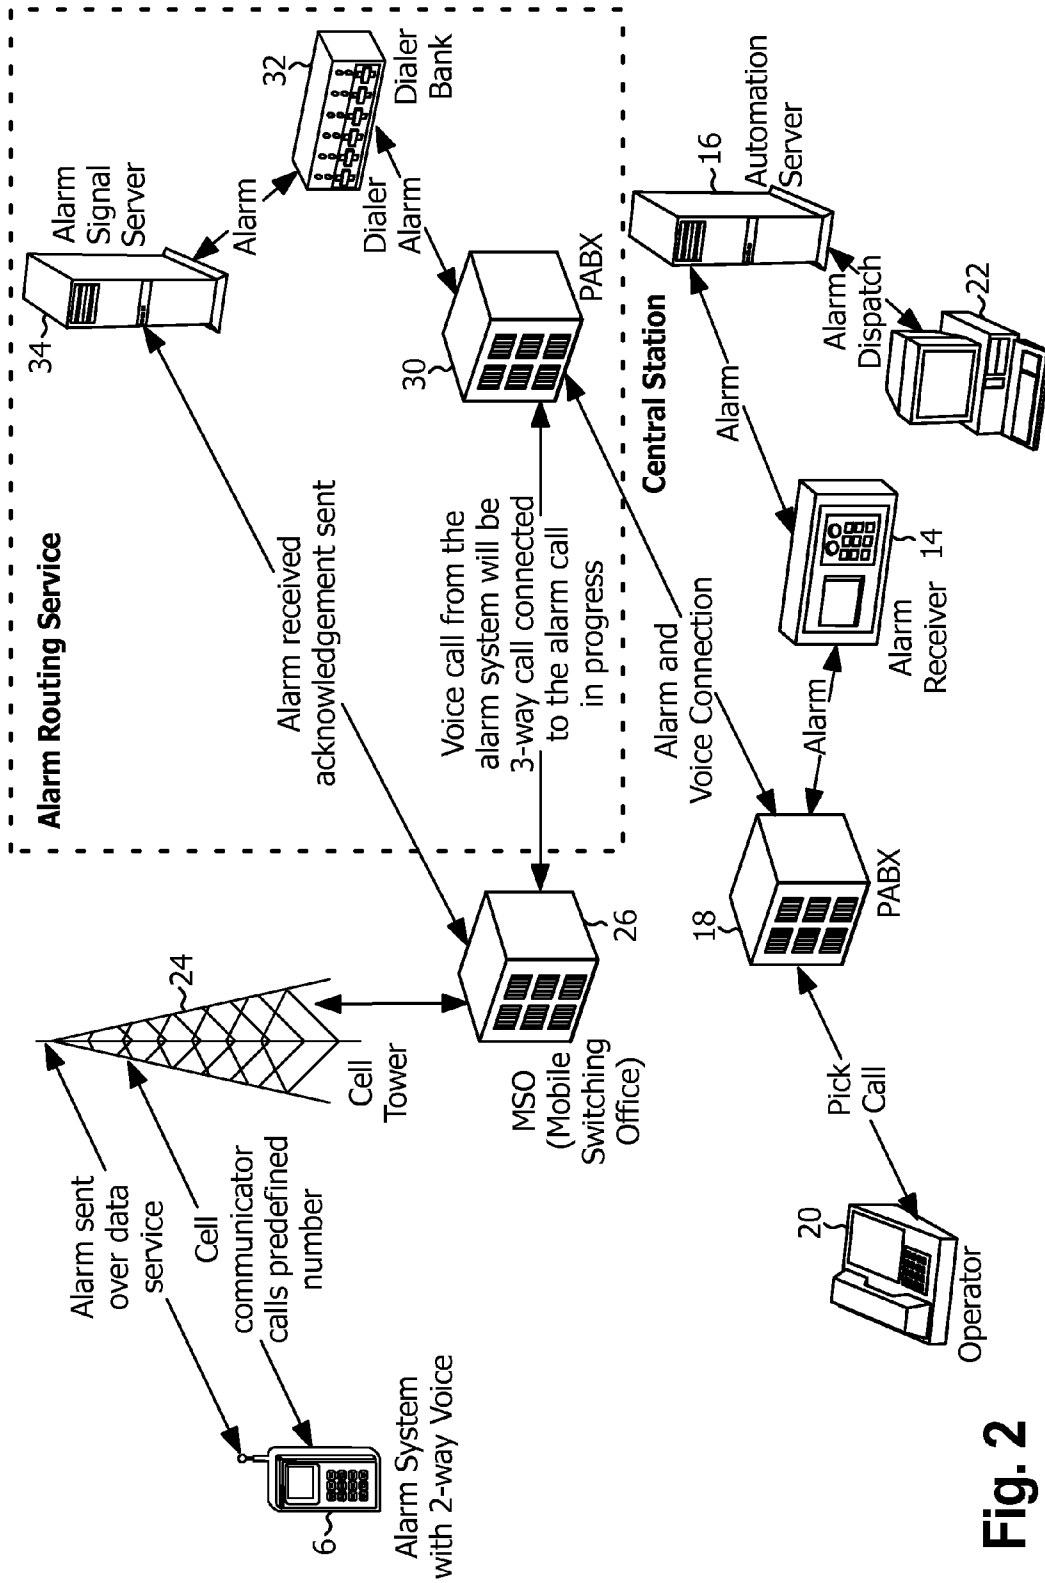 Alarm System
with 2-way Voice
6
Alarm sent
over data
service
Cell
communicator
calls predefined
number
24
Cell
Tower
MSO
(Mobile
Switching
Office)
26
Alarm Routing Service
Alarm received
acknowledgement sent
34
Alarm
Signal
Server
Alarm
32
Dialer
Bank
Dialer
Alarm
30
PABX
Voice call from the
alarm system will be
3-way call connected
to the alarm call
in progress
Central Station
Alarm and
Voice Connection
18
PABX
Pick
Call
20
Operator
Alarm
14
Alarm
Receiver
Alarm
16
Automation
Server
Alarm
Dispatch
22
Fig. 2